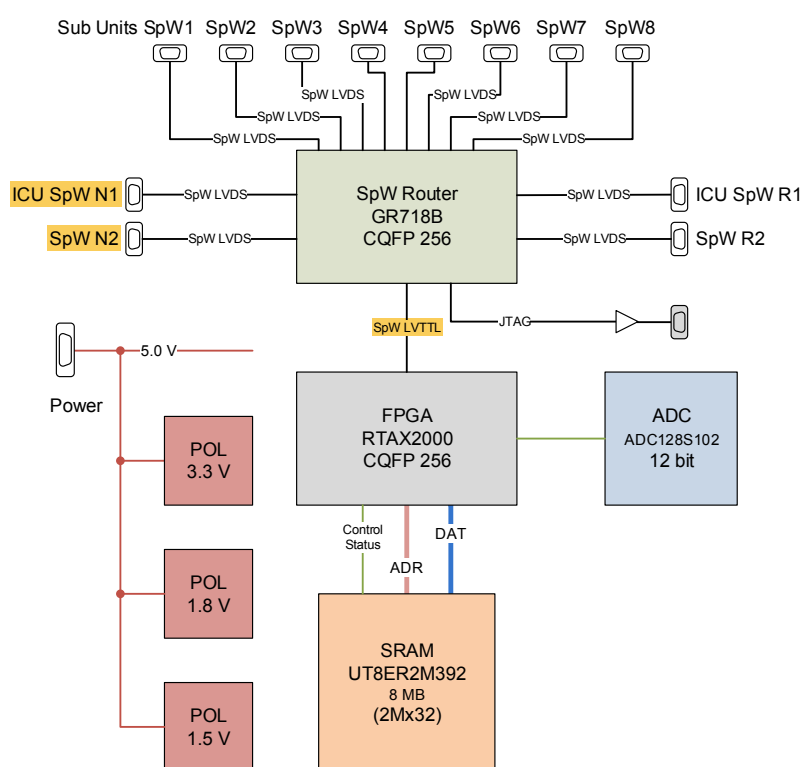 Sub Units SpW1 SpW2 SpW3 SpW4 SpW5 SpW6 SpW7 SpW8
SpW LVDS SpW LVDS
SpW LVDS SpW LVDS
SpW LVDS SpW LVDS
ICU SpW N1 SpW LVDS
SpW N2 SpW LVDS
SpW Router
GR718B
CQFP 256
SpW LVDS ICU SpW R1
SpW LVDS SpW R2
SpW LVTTL
JTAG
5.0 V
Power
POL
3.3 V
POL
1.8 V
POL
1.5 V
FPGA
RTAX2000
CQFP 256
ADC
ADC128S102
12 bit
Control
Status
ADR
DAT
SRAM
UT8ER2M392
8 MB
(2Mx32)